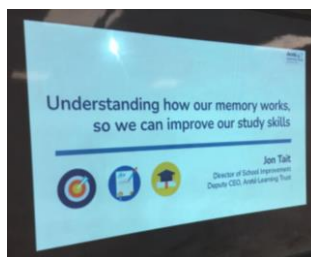 Understanding how our memory works,
so we can improve our study skills
Jon Tait
Director of School Improvement
Deputy CEO, Areté Learning Trust